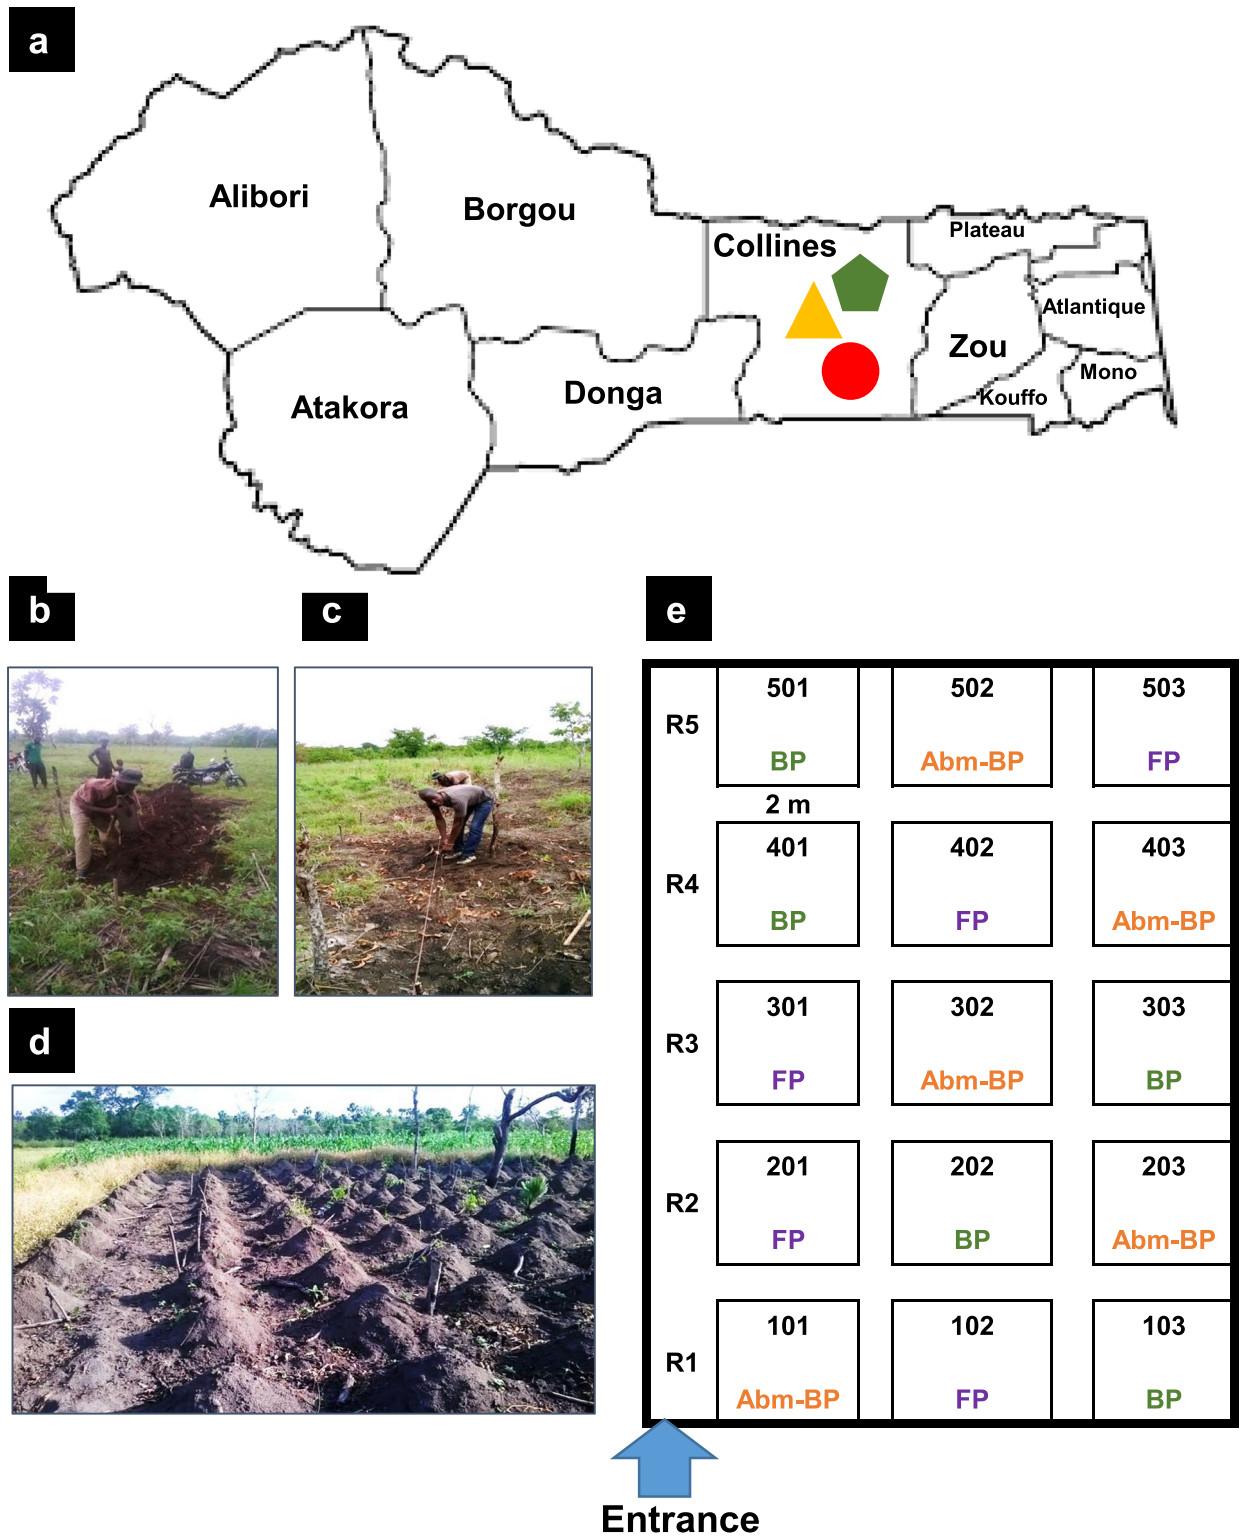 a
Alibori
Borgou
Collines
Plateau
Atlantique
Zou
Mono
Kouffo
Donga
Atakora
b
c
d
e
R5
501
BP
502
Abm-BP
503
FP
2 m
R4
401
BP
402
FP
403
Abm-BP
R3
301
FP
302
Abm-BP
303
BP
R2
201
FP
202
BP
203
Abm-BP
R1
101
Abm-BP
102
FP
103
BP
Entrance